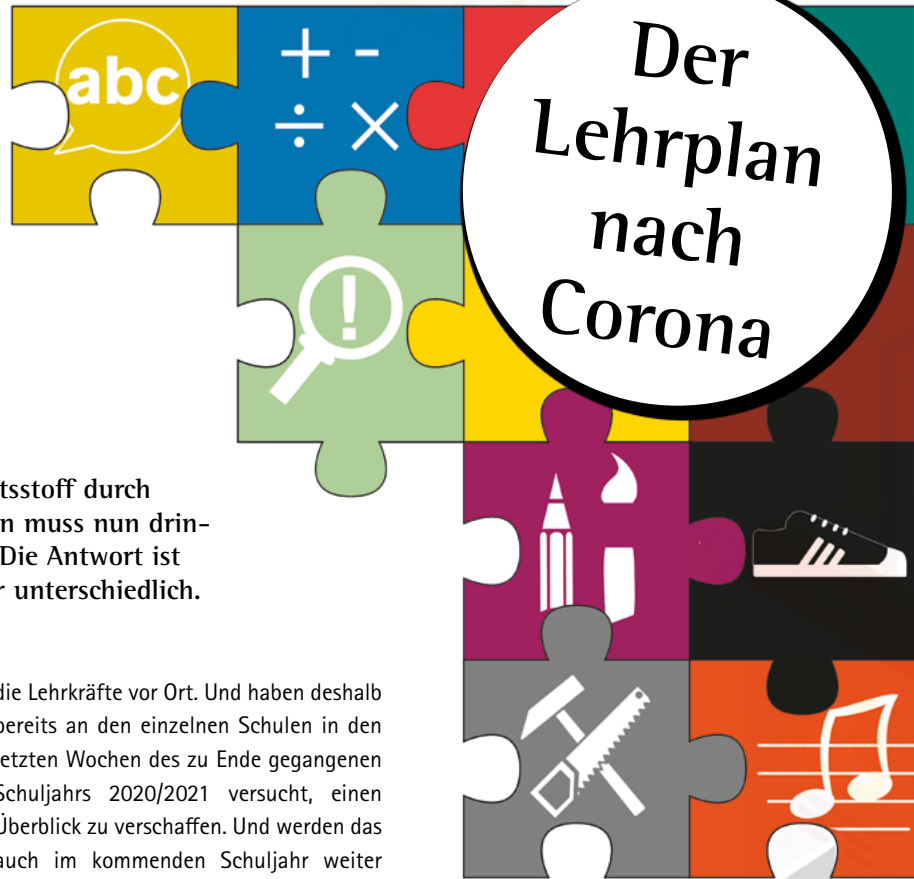 abc
+ -
÷ ×
Der
Lehrplan
nach
Corona
!
tsstoff durch
n muss nun drin-
Die Antwort ist
r unterschiedlich.
die Lehrkräfte vor Ort. Und haben deshalb
bereits an den einzelnen Schulen in den
letzten Wochen des zu Ende gegangenen
Schuljahrs 2020/2021 versucht, einen
Überblick zu verschaffen. Und werden das
auch im kommenden Schuljahr weiter